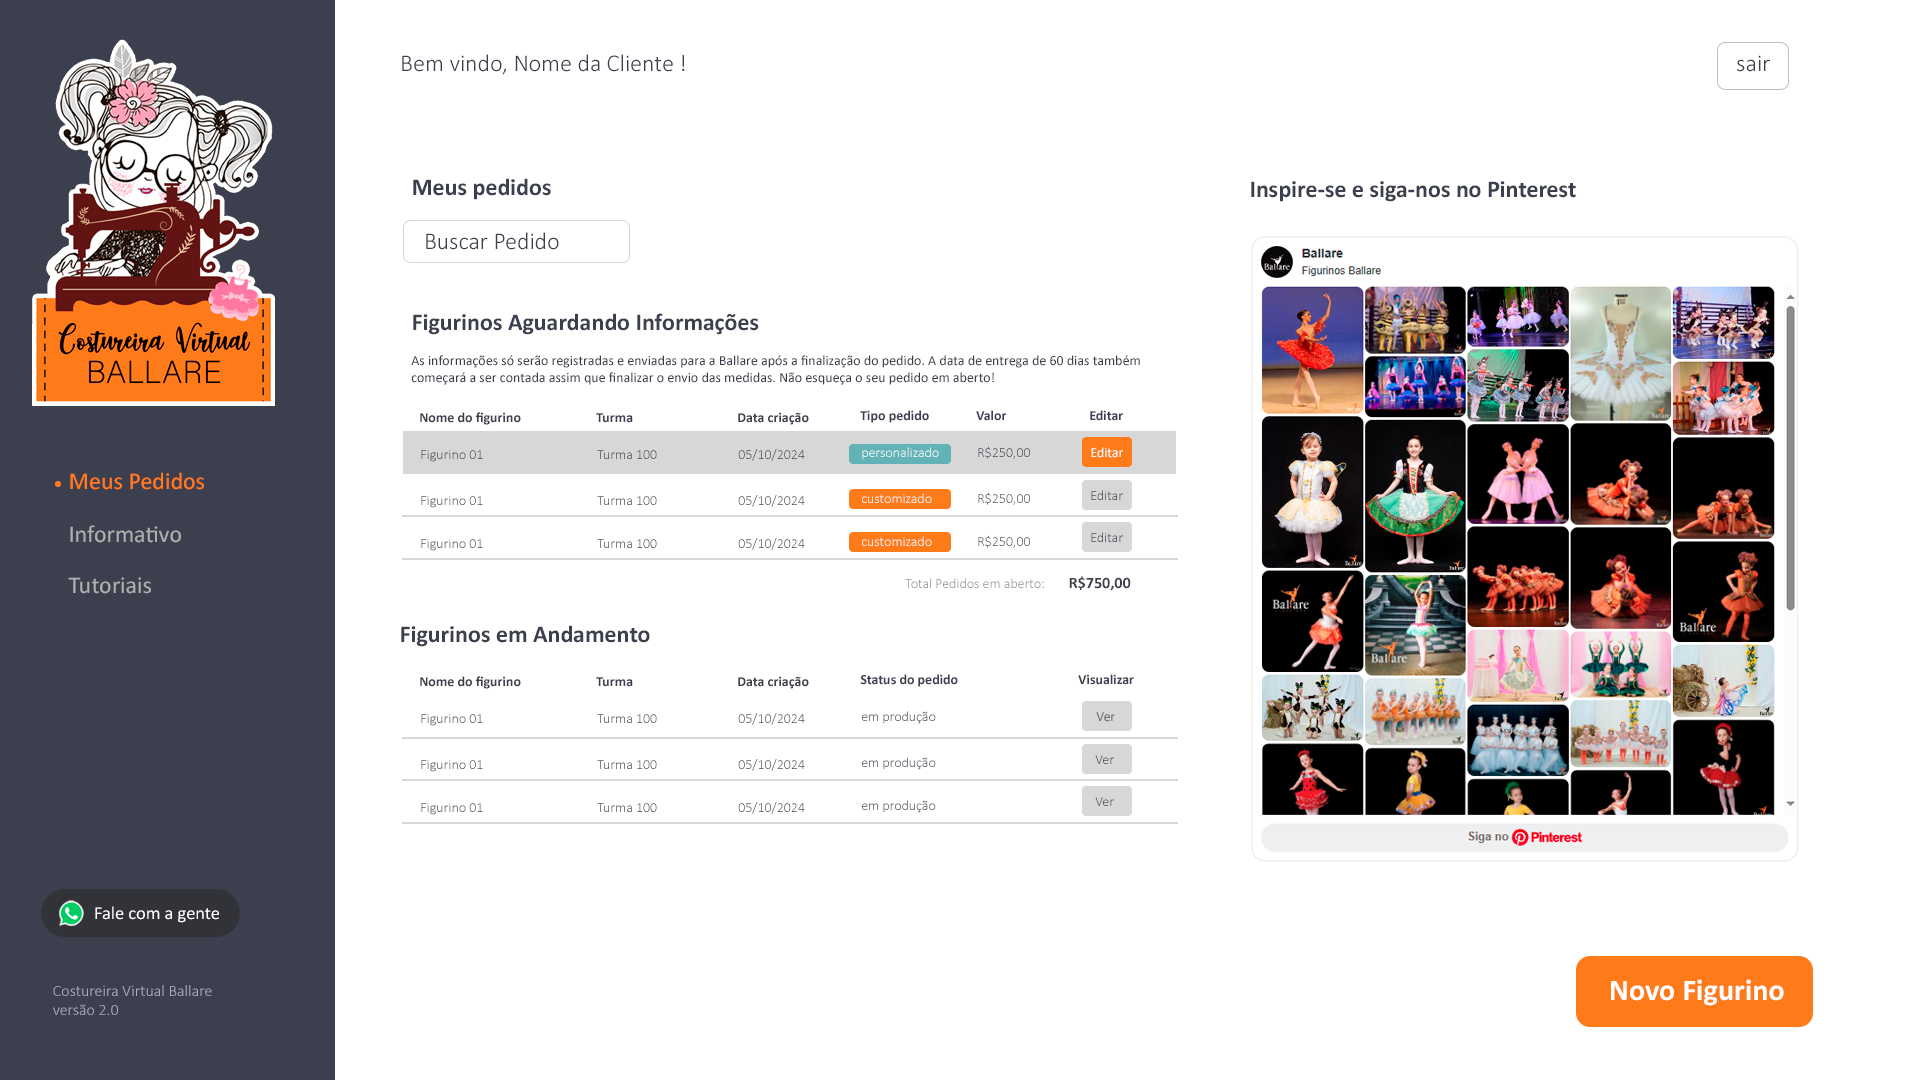 Costureira Virtual
BALLARE
Meus Pedidos
Informativo
Tutoriais
Fale com a gente
Costureira Virtual Ballare
versão 2.0
Bem vindo, Nome da Cliente !
sair
Meus pedidos
Buscar Pedido
Figurinos Aguardando Informações
As informações só serão registradas e enviadas para a Ballare após a finalização do pedido. A data de entrega de 60 dias também
começará a ser contada assim que finalizar o envio das medidas. Não esqueça o seu pedido em aberto!
Nome do figurino Turma Data criação Tipo pedido Valor Editar
Figurino 01 Turma 100 05/10/2024 personalizado R$250,00 Editar
Figurino 01 Turma 100 05/10/2024 customizado R$250,00 Editar
Figurino 01 Turma 100 05/10/2024 customizado R$250,00 Editar
Total Pedidos em aberto: R$750,00
Figurinos em Andamento
Nome do figurino Turma Data criação Status do pedido Visualizar
Figurino 01 Turma 100 05/10/2024 em produção Ver
Figurino 01 Turma 100 05/10/2024 em produção Ver
Figurino 01 Turma 100 05/10/2024 em produção Ver
Inspire-se e siga-nos no Pinterest
Ballare
Ballare
Figurinos Ballare
Ballare
Ballare
Ballare
Siga no Pinterest
Novo Figurino